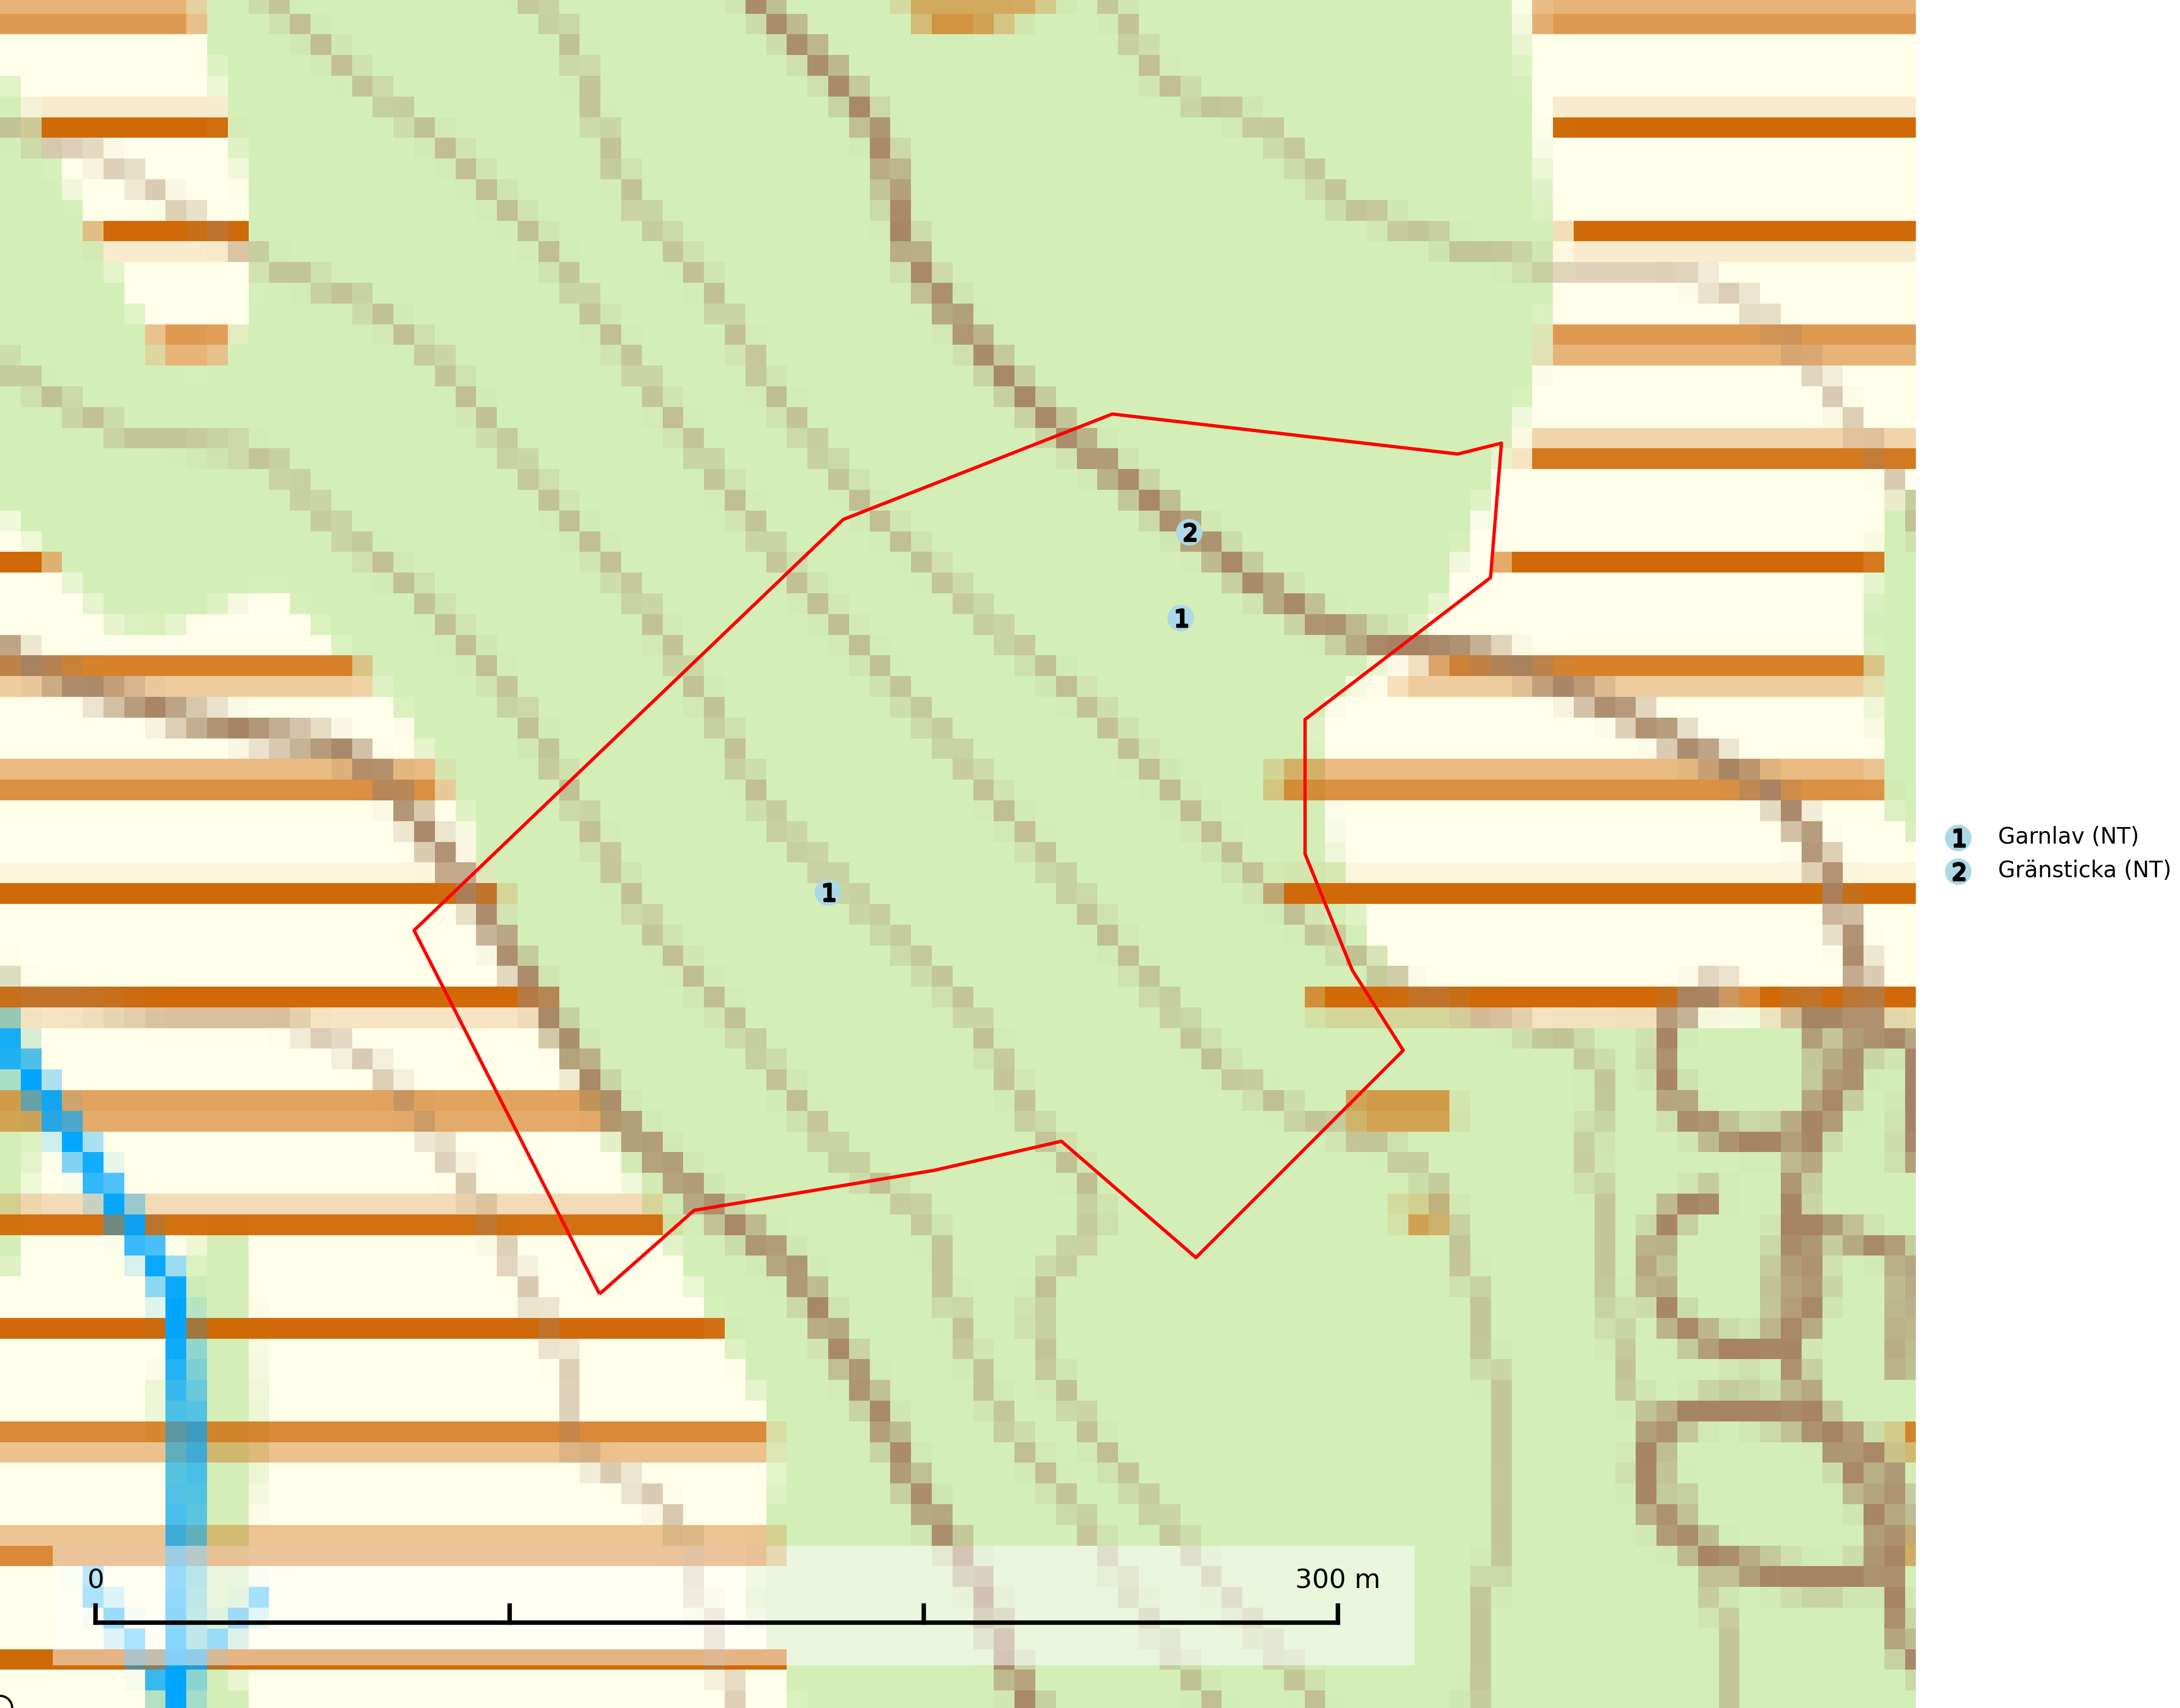 2
1
1
1 Garnlav (NT)
2 Gränsticka (NT)
0 300 m